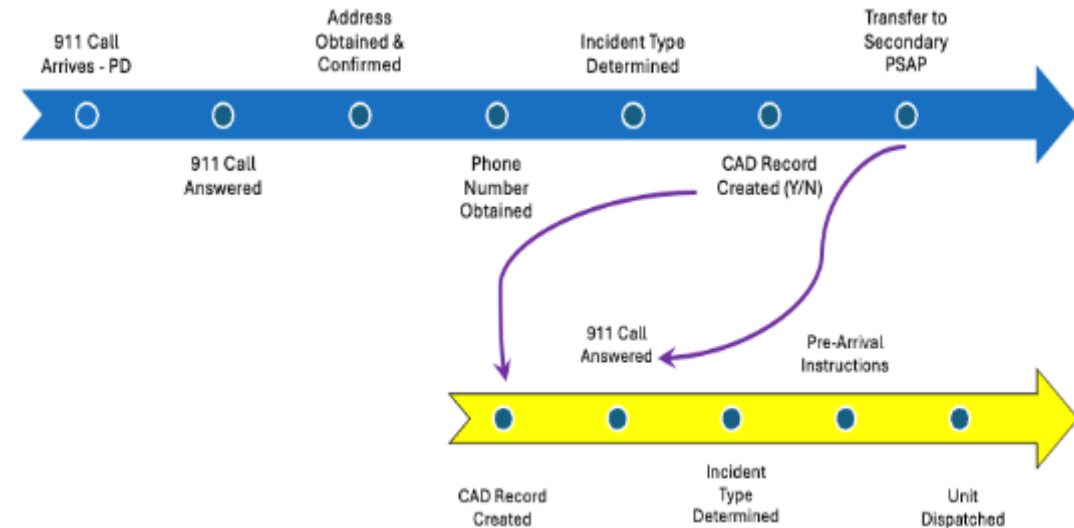 911 Call
Arrives - PD
Address
Obtained &
Confirmed
Incident Type
Determined
Transfer to
Secondary
PSAP
911 Call
Answered
Phone
Number
Obtained
CAD Record
Created (Y/N)
911 Call
Answered
Pre-Arrival
Instructions
CAD Record
Created
Incident
Type
Determined
Unit
Dispatched